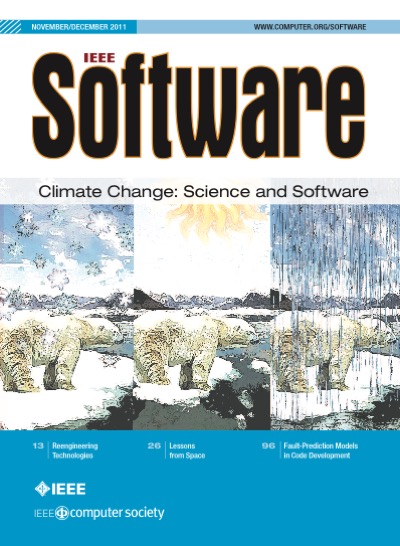 NOVEMBER/DECEMBER 2011
WWW.COMPUTER.ORG/SOFTWARE
IEEE
Software
Climate Change: Science and Software
13 Reengineering
Technologies
26 Lessons
from Space
96 Fault-Prediction Models
in Code Development
IEEE
IEEE computer society